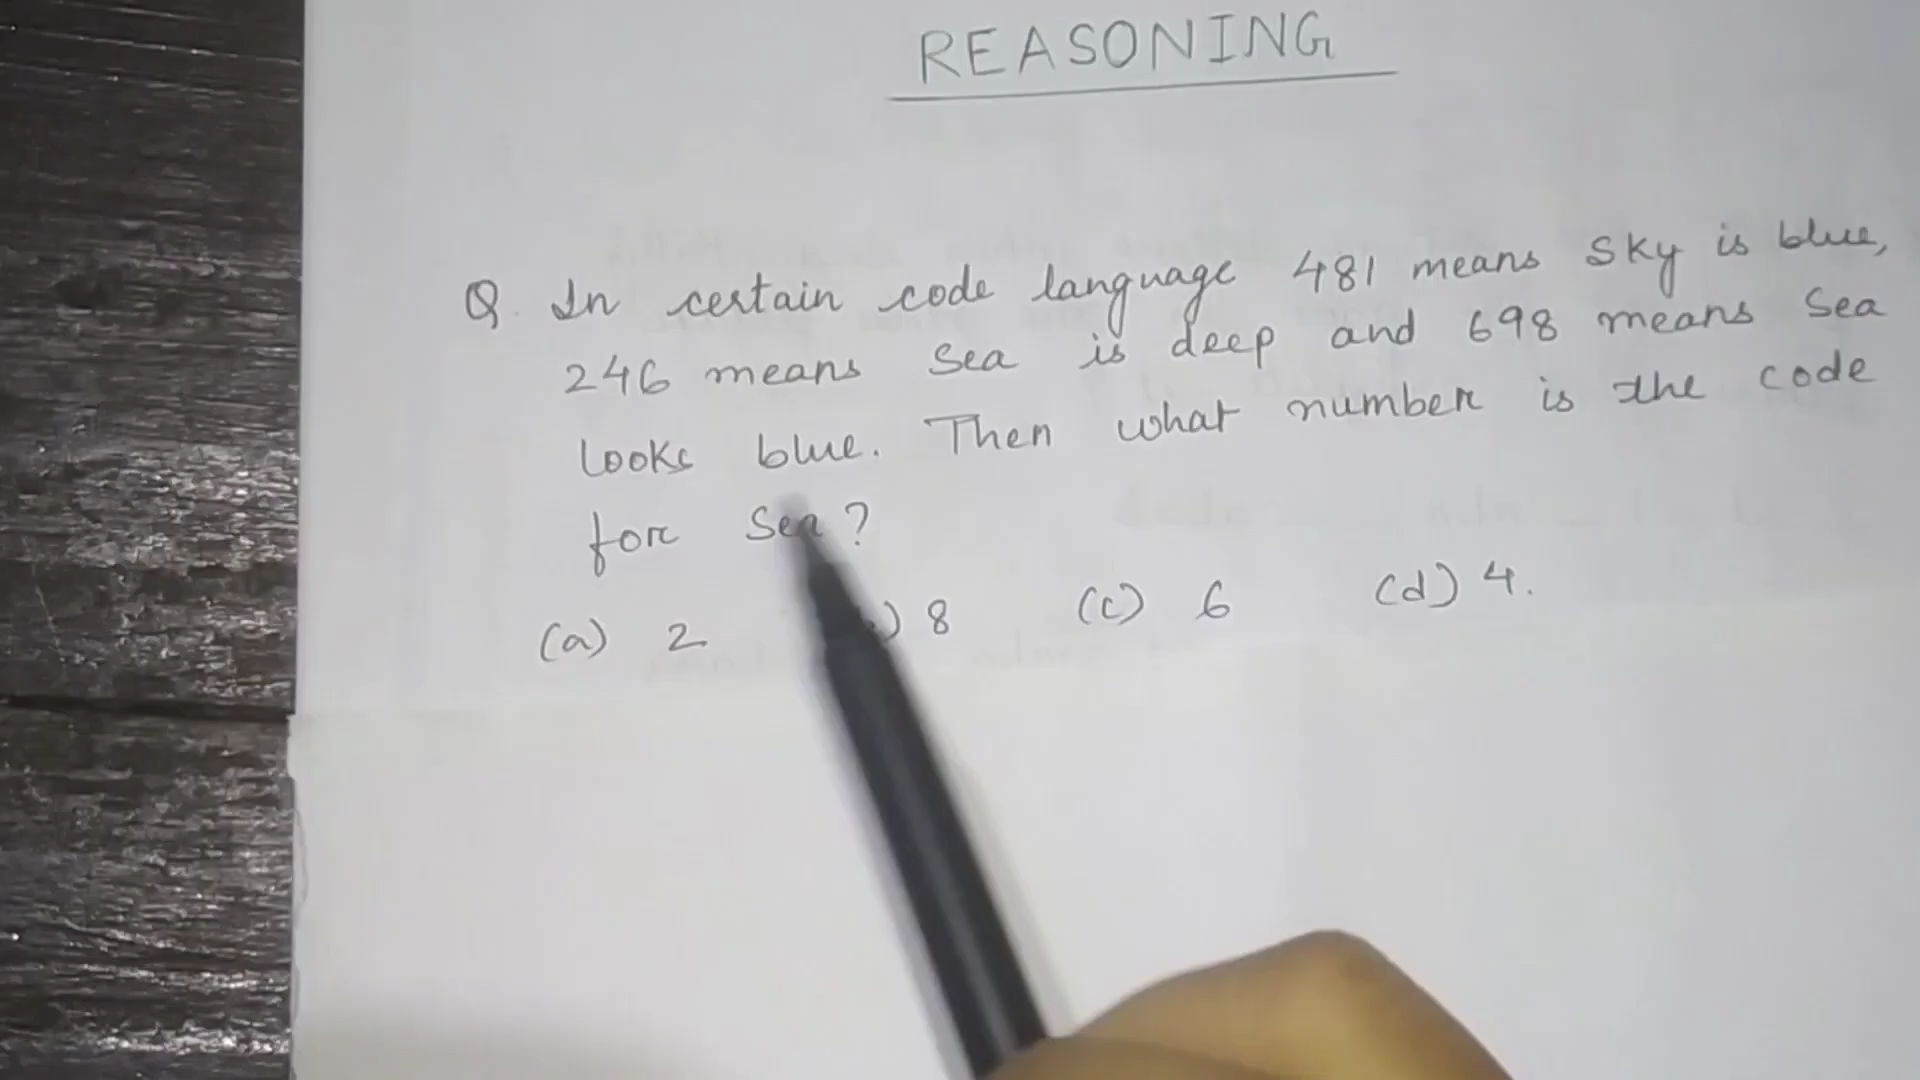 REASONING
Q. In certain code language 481 means Sky is blue,
246 means Sea is deep and 698 means Sea
looks blue. Then what number is the code
for Sea?
(a) 2 ) 8 (c) 6 (d) 4.